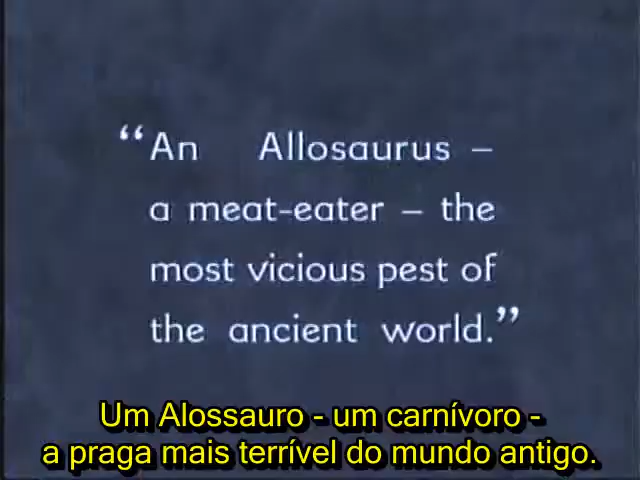 “An Allosaurus –
a meat-eater – the
most vicious pest of
the ancient world.”
Um Alossauro - um carnívoro -
a praga mais terrível do mundo antigo.